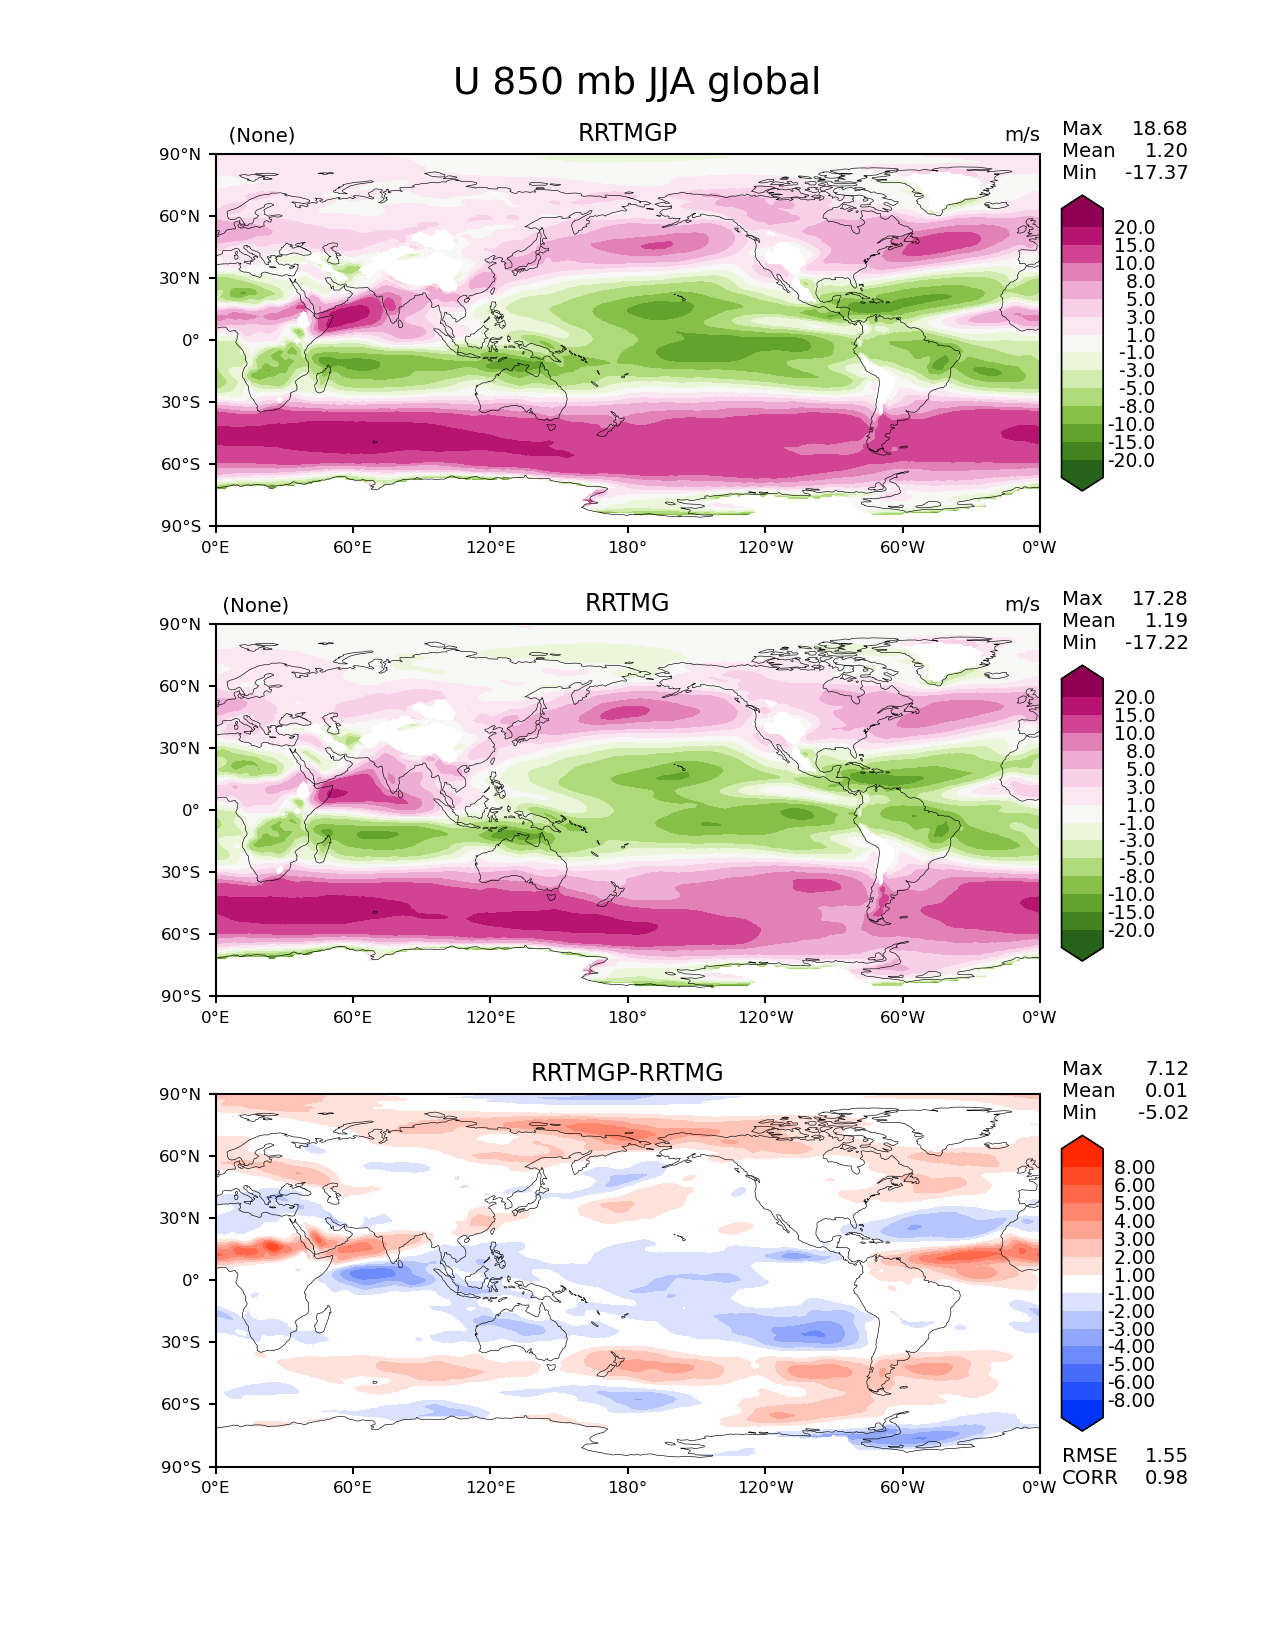 U 850 mb JJA global
(None) RRTMGP m/s
Max 18.68
Mean 1.20
Min -17.37
90°N
60°N
30°N
0°
30°S
60°S
90°S
0°E 60°E 120°E 180° 120°W 60°W 0°W
20.0
15.0
10.0
8.0
5.0
3.0
1.0
-1.0
-3.0
-5.0
-8.0
-10.0
-15.0
-20.0
(None) RRTMG m/s
Max 17.28
Mean 1.19
Min -17.22
90°N
60°N
30°N
0°
30°S
60°S
90°S
0°E 60°E 120°E 180° 120°W 60°W 0°W
20.0
15.0
10.0
8.0
5.0
3.0
1.0
-1.0
-3.0
-5.0
-8.0
-10.0
-15.0
-20.0
RRTMGP-RRTMG
Max 7.12
Mean 0.01
Min -5.02
90°N
60°N
30°N
0°
30°S
60°S
90°S
0°E 60°E 120°E 180° 120°W 60°W 0°W
8.00
6.00
5.00
4.00
3.00
2.00
1.00
-1.00
-2.00
-3.00
-4.00
-5.00
-6.00
-8.00
RMSE 1.55
CORR 0.98